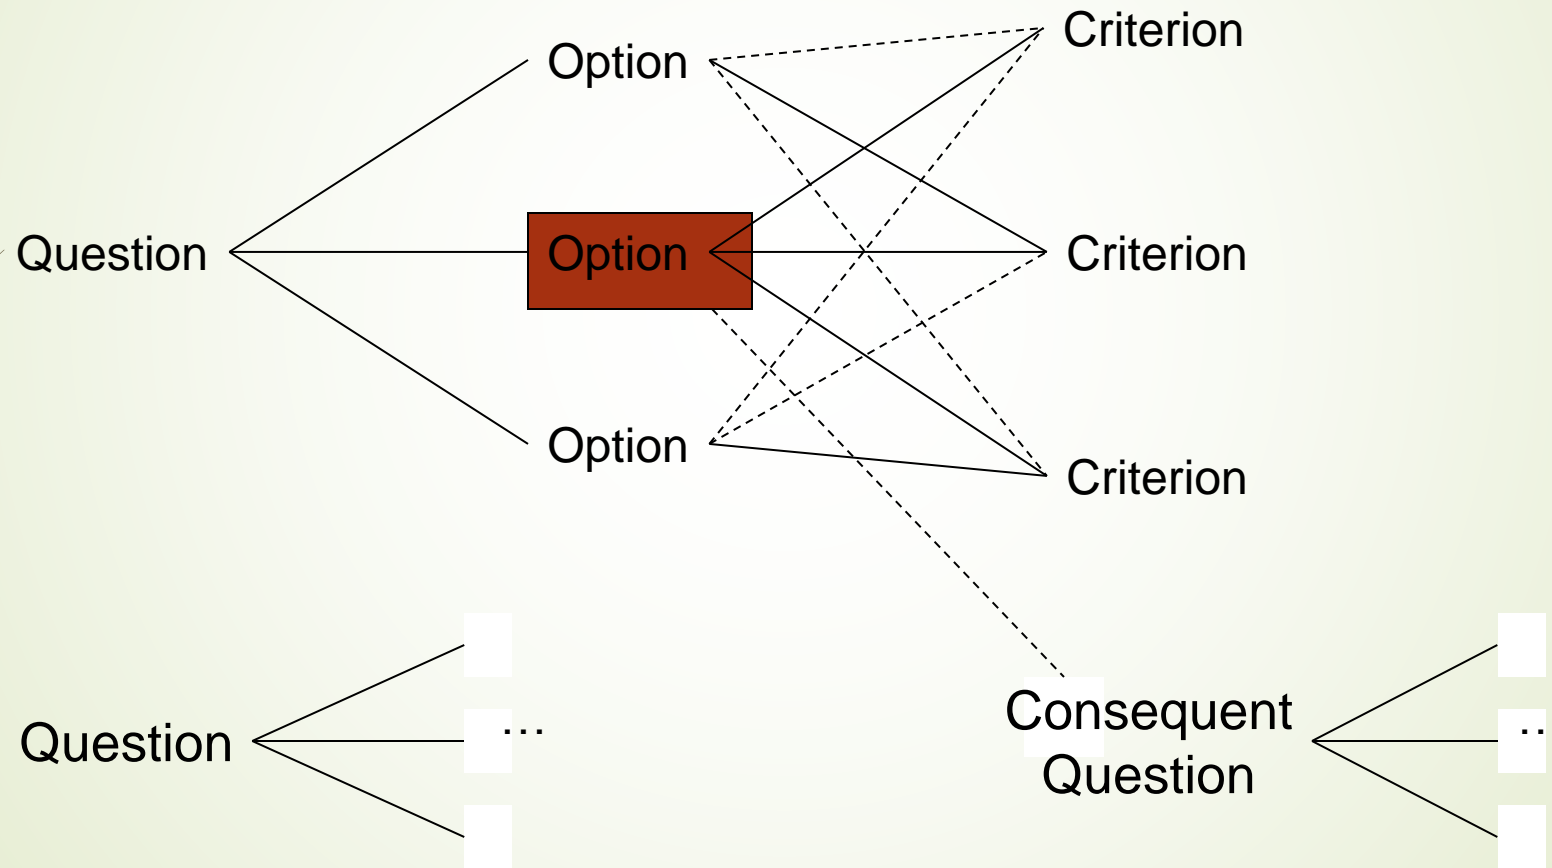 Criterion
Option
Question
Option
Criterion
Option
Criterion
Question
...
Consequent
Question
..